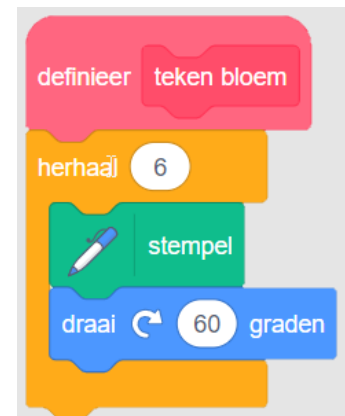 definieer teken bloem
herhaal 6
stempel
draai 60 graden